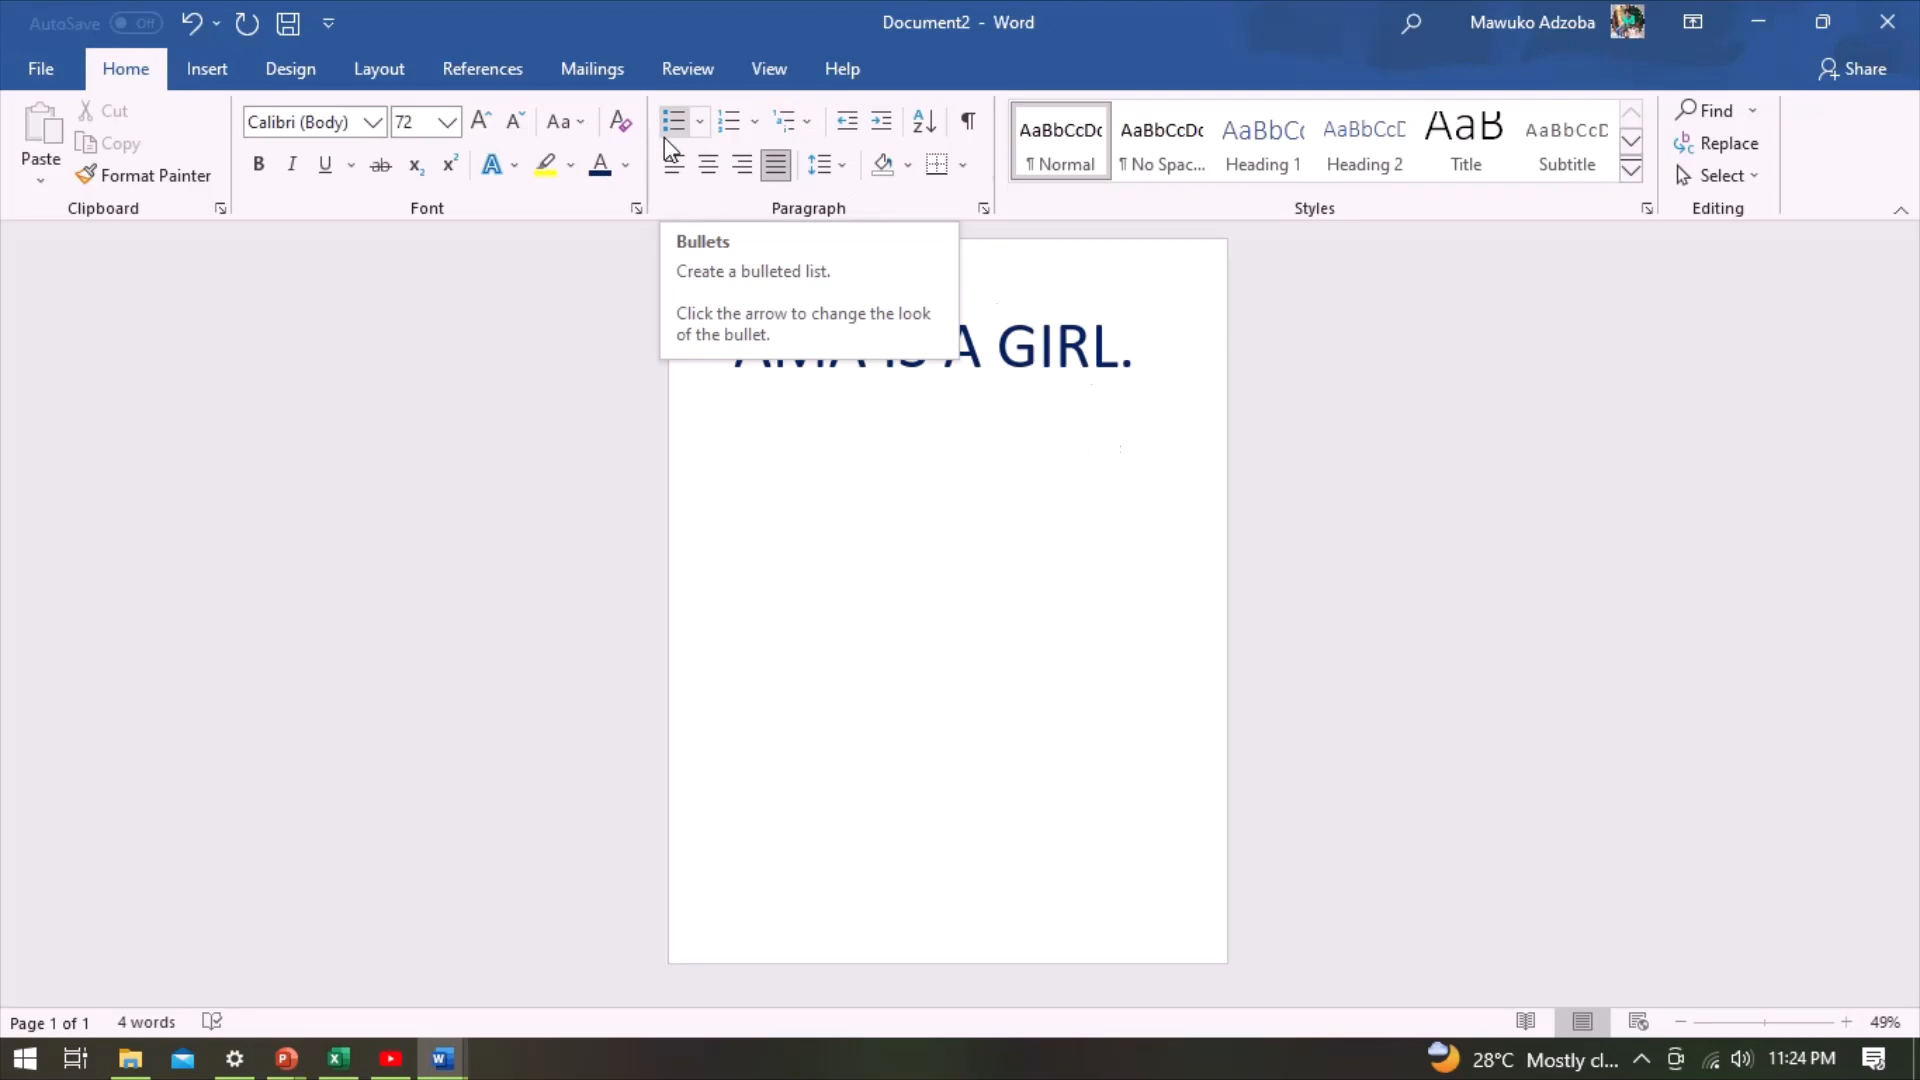 AutoSave Off Document2 - Word Mawuko Adzoba
File Home Insert Design Layout References Mailings Review View Help Share
Paste
Cut
Copy
Format Painter
Clipboard
Calibri (Body) 72
Font
Paragraph
AaBbCcDc
¶ Normal
AaBbCcDc
¶ No Spac...
AaBbCc
Heading 1
AaBbCcD
Heading 2
AaB
Title
AaBbCcD
Subtitle
Styles
Find
Replace
Select
Editing
Bullets
Create a bulleted list.
Click the arrow to change the look
of the bullet.
AMA IS A GIRL.
Page 1 of 1 4 words 49%
28°C Mostly cl... 11:24 PM